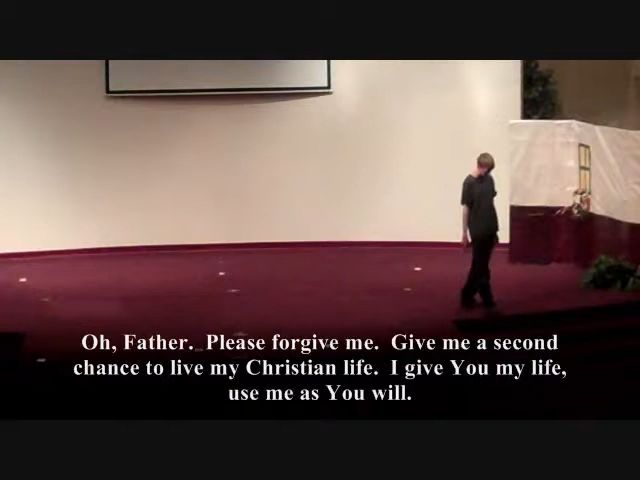 Oh, Father.  Please forgive me.  Give me a second
chance to live my Christian life.  I give You my life,
use me as You will.